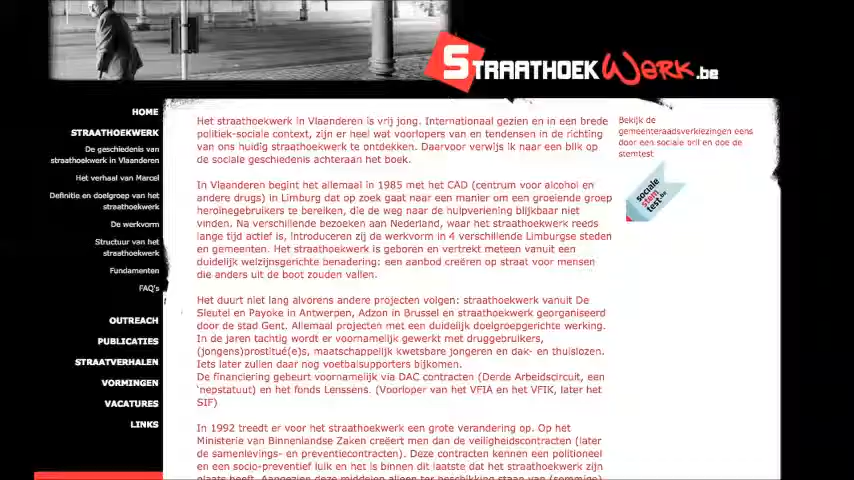 STRAATHOEKWERK.be
HOME
STRAATHOEKWERK
De geschiedenis van
straathoekwerk in Vlaanderen
Het verhaal van Marcel
Definitie en doelgroep van het
straathoekwerk
De werkvorm
Structuur van het
straathoekwerk
Fundamenten
FAQ's
OUTREACH
PUBLICATIES
STRAATVERHALEN
VORMINGEN
VACATURES
LINKS
Het straathoekwerk in Vlaanderen is vrij jong. Internationaal gezien en in een brede
politiek-sociale context, zijn er heel wat voorlopers van en tendensen in de richting
van ons huidig straathoekwerk te ontdekken. Daarvoor verwijs ik naar een blik op
de sociale geschiedenis achteraan het boek.
In Vlaanderen begint het allemaal in 1985 met het CAD (centrum voor alcohol en
andere drugs) in Limburg dat op zoek gaat naar een manier om een groeiende groep
heroïnegebruikers te bereiken, die de weg naar de hulpverlening blijkbaar niet
vinden. Na verschillende bezoeken aan Nederland, waar het straathoekwerk reeds
lange tijd actief is, introduceren zij de werkvorm in 4 verschillende Limburgse steden
en gemeenten. Het straathoekwerk is geboren en vertrekt meteen vanuit een
duidelijk welzijnsgerichte benadering: een aanbod creëren op straat voor mensen
die anders uit de boot zouden vallen.
Het duurt niet lang alvorens andere projecten volgen: straathoekwerk vanuit De
Sleutel en Payoke in Antwerpen, Adzon in Brussel en straathoekwerk georganiseerd
door de stad Gent. Allemaal projecten met een duidelijk doelgroepgerichte werking.
In de jaren tachtig wordt er voornamelijk gewerkt met druggebruikers,
(jongens)prostitué(e)s, maatschappelijk kwetsbare jongeren en dak- en thuislozen.
Iets later zullen daar nog voetbalsupporters bijkomen.
De financiering gebeurt voornamelijk via DAC contracten (Derde Arbeidscircuit, een
'nepstatuut) en het fonds Lenssens. (Voorloper van het VFIA en het VFIK, later het
SIF)
In 1992 treedt er voor het straathoekwerk een grote verandering op. Op het
Ministerie van Binnenlandse Zaken creëert men dan de veiligheidscontracten (later
de samenlevings- en preventiecontracten). Deze contracten kennen een politioneel
en een socio-preventief luik en het is binnen dit laatste dat het straathoekwerk zijn
plaats heeft. Aangezien deze middelen alleen ter beschikking staan van (sommige)
Bekijk de
gemeenteraadsverkiezingen eens
door een sociale bril en doe de
stemtest
sociale
stem
test.be